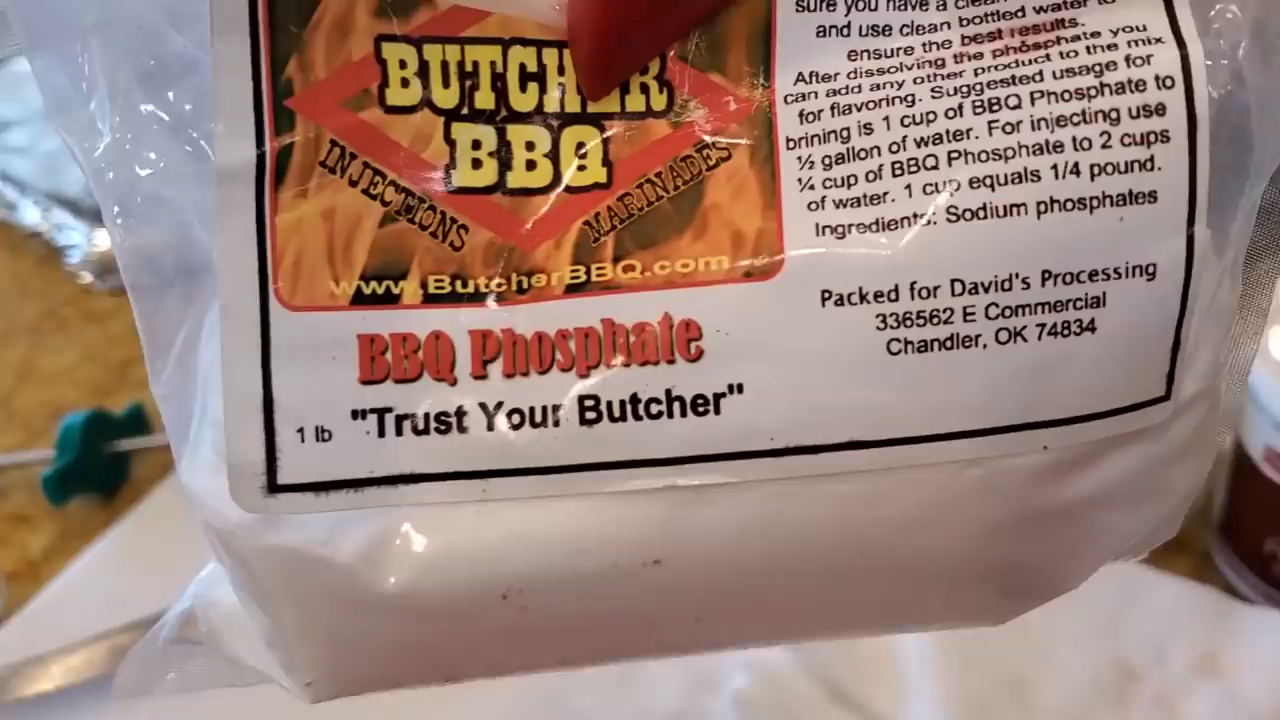 BUTCHER
BBQ
INJECTIONS
MARINADES
www.ButcherBBQ.com
BBQ Phosphate
1 lb "Trust Your Butcher"
sure you have a clean
and use clean bottled water to
ensure the best results.
After dissolving the phosphate you
can add any other product to the mix
for flavoring. Suggested usage for
brining is 1 cup of BBQ Phosphate to
½ gallon of water. For injecting use
¼ cup of BBQ Phosphate to 2 cups
of water. 1 cup equals 1/4 pound.
Ingredients: Sodium phosphates
Packed for David's Processing
336562 E Commercial
Chandler, OK 74834